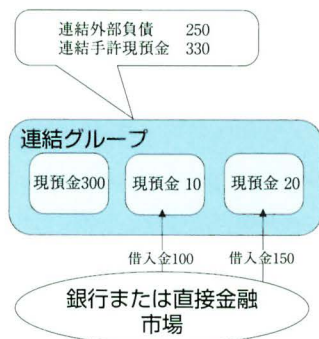 連結外部負債 250
連結手許現預金 330
連結グループ
現預金300
現預金 10
現預金 20
借入金100
借入金150
銀行または直接金融
市場